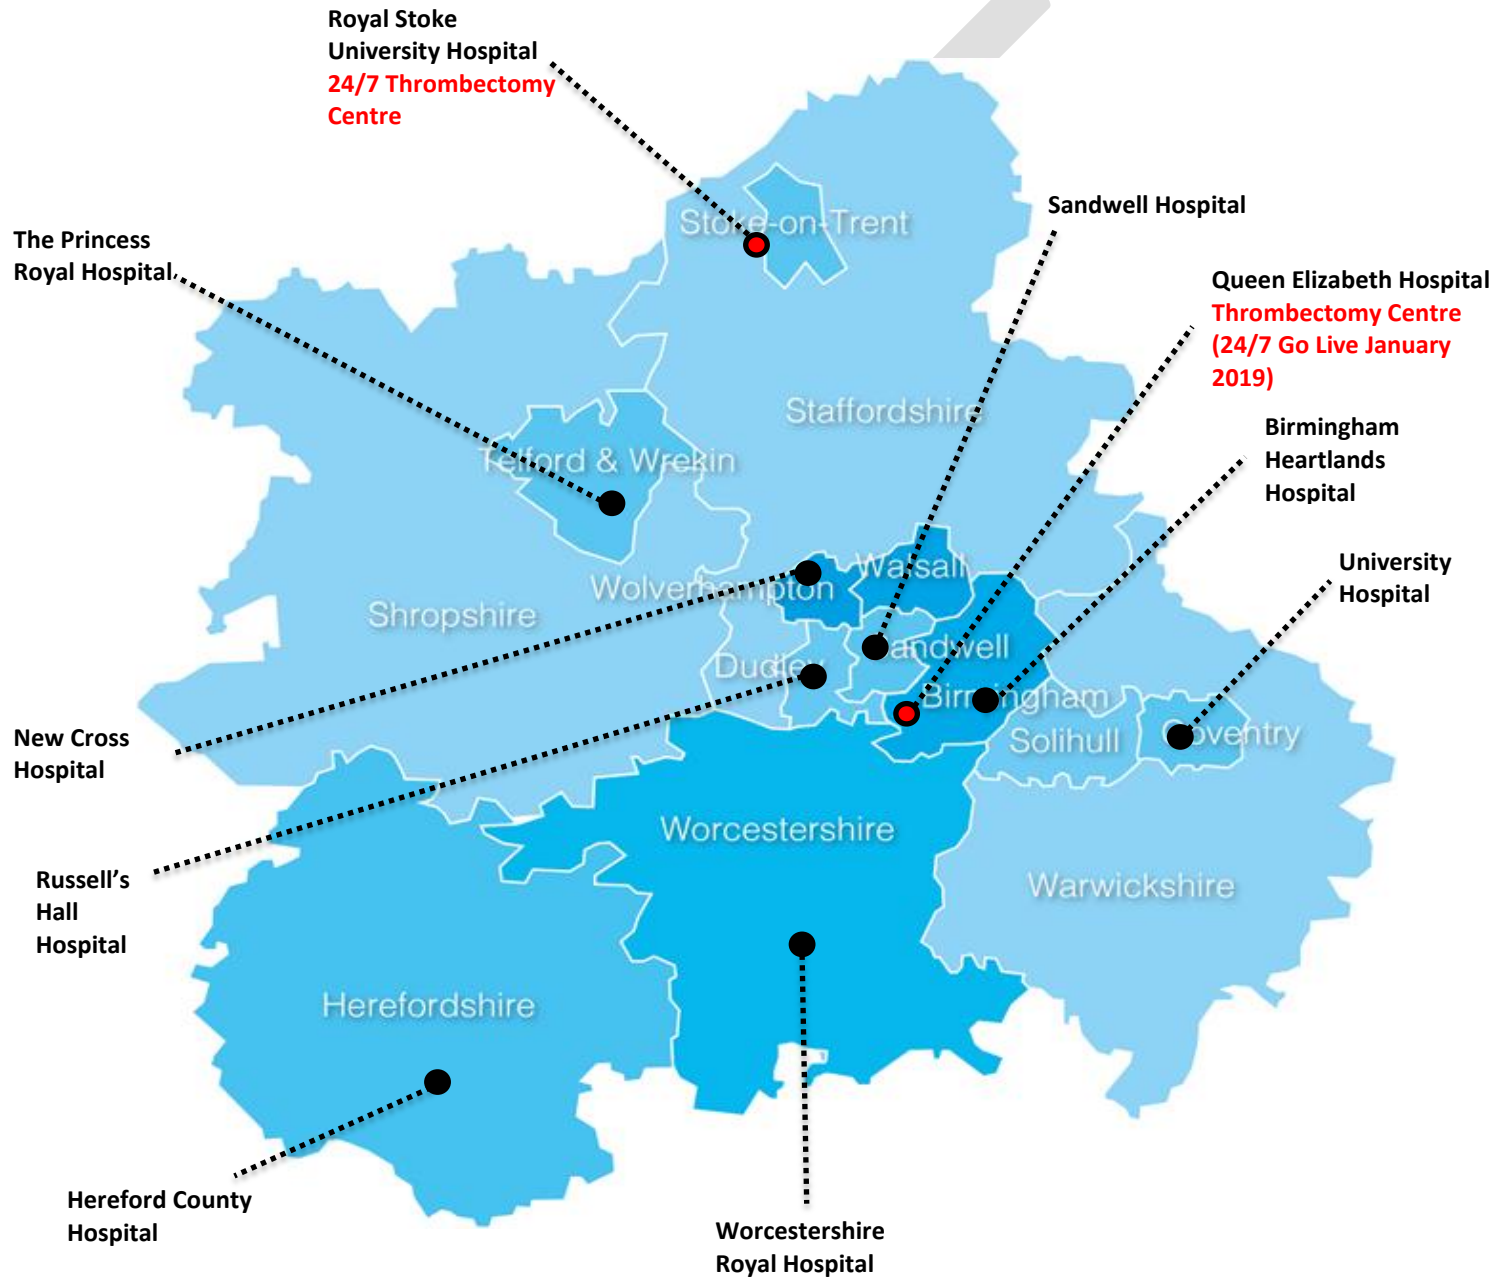 Royal Stoke
University Hospital
24/7 Thrombectomy
Centre
Stoke-on-Trent
Sandwell Hospital
The Princess
Royal Hospital
Queen Elizabeth Hospital
Thrombectomy Centre
(24/7 Go Live January
2019)
Staffordshire
Birmingham
Heartlands
Hospital
Telford & Wrekin
University
Hospital
Walsall
Wolverhampton
Shropshire
Sandwell
Dudley
Birmingham
Solihull
Coventry
New Cross
Hospital
Worcestershire
Russell’s
Hall
Hospital
Warwickshire
Herefordshire
Hereford County
Hospital
Worcestershire
Royal Hospital